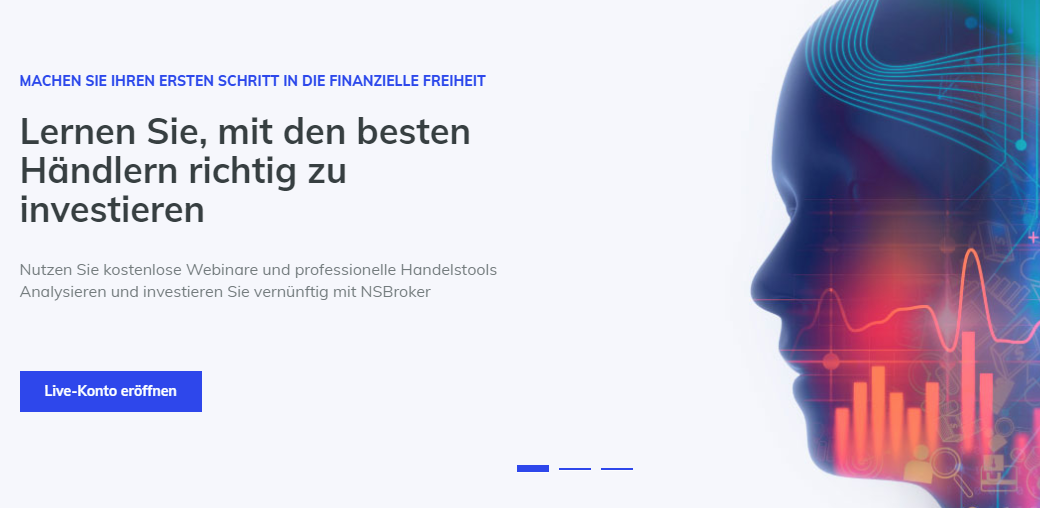 MACHEN SIE IHREN ERSTEN SCHRITT IN DIE FINANZIELLE FREIHEIT
Lernen Sie, mit den besten
Händlern richtig zu
investieren
Nutzen Sie kostenlose Webinare und professionelle Handelstools
Analysieren und investieren Sie vernünftig mit NSBroker
Live-Konto eröffnen